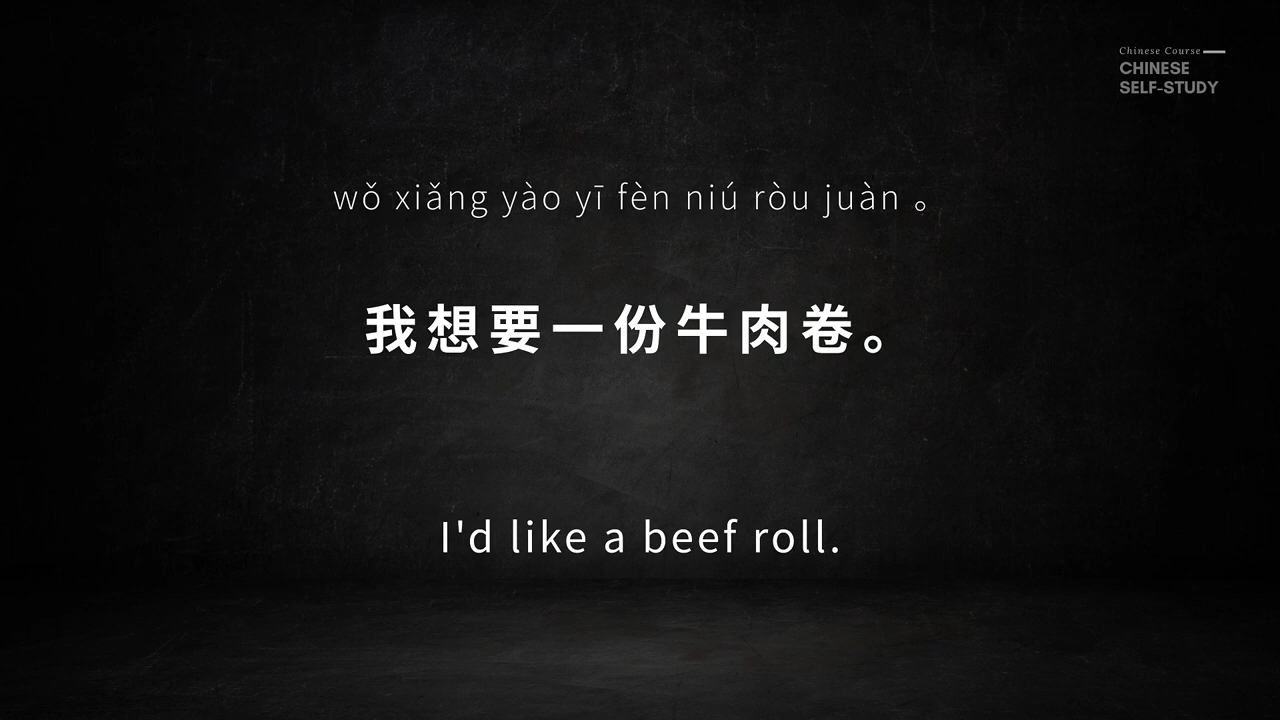 Chinese Course
CHINESE
SELF-STUDY
wǒ xiǎng yào yī fèn niú ròu juàn 。
我想要一份牛肉卷。
I'd like a beef roll.